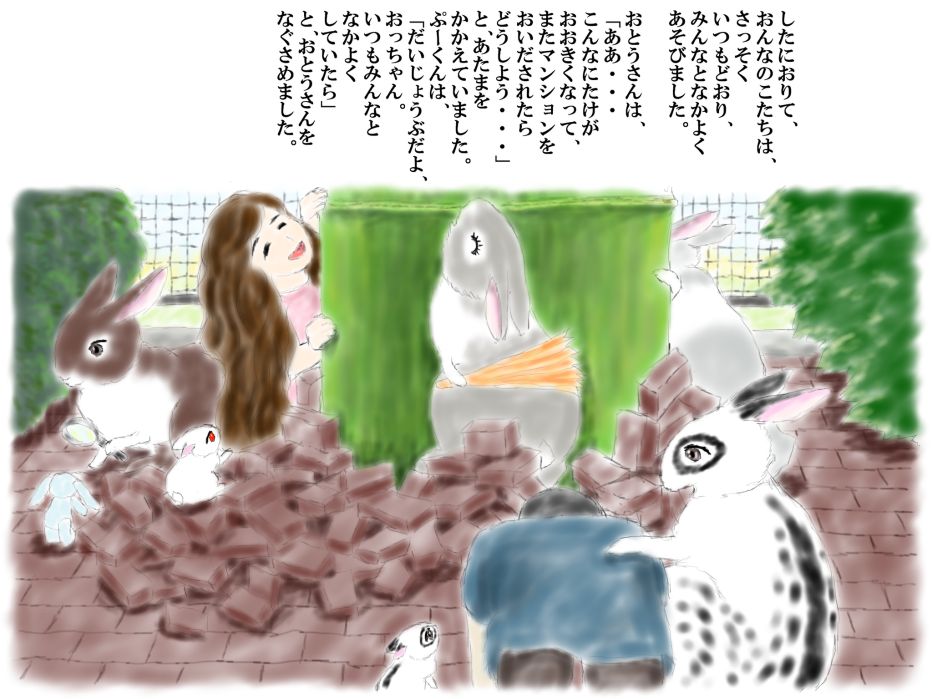 したにおりて、
おんなのこたちは、
さっそく
いつもどおり、
みんなとなかよく
あそびました。
おとうさんは、
「ああ・・・
こんなにたけが
おおきくなって、
またマンションを
おいだされたら
どうしよう・・・」
と、あたまを
かかえていました。
ぷーくんは、
「だいじょうぶだよ、
おっちゃん。
いつもみんなと
なかよく
していたら」
と、おとうさんを
なぐさめました。